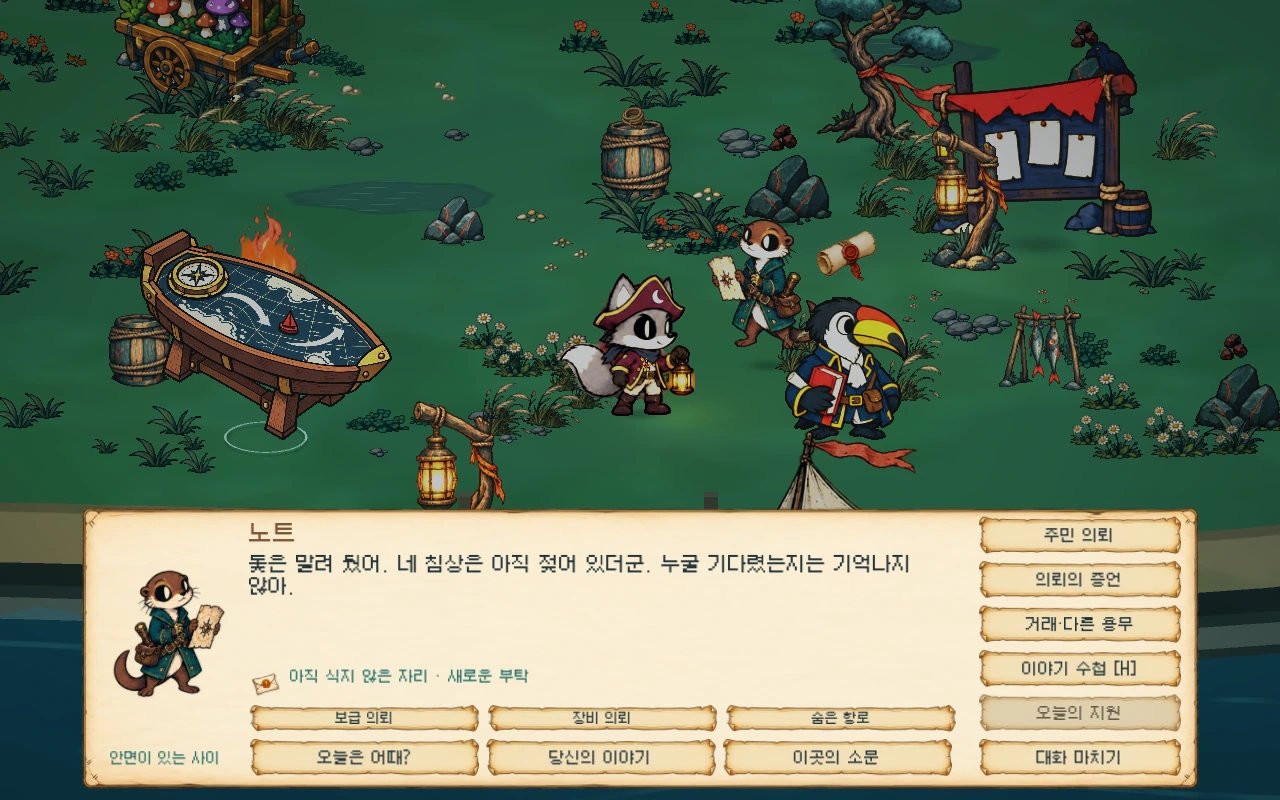 노트
돛은 말려 뒀어. 네 침상은 아직 젖어 있더군. 누굴 기다렸는지는 기억나지
않아.
아직 식지 않은 자리 · 새로운 부탁
보급 의뢰
장비 의뢰
숨은 항로
안면이 있는 사이
오늘은 어때?
당신의 이야기
이곳의 소문
주민 의뢰
의뢰의 증언
거래·다른 용무
이야기 수첩 [H]
오늘의 지원
대화 마치기